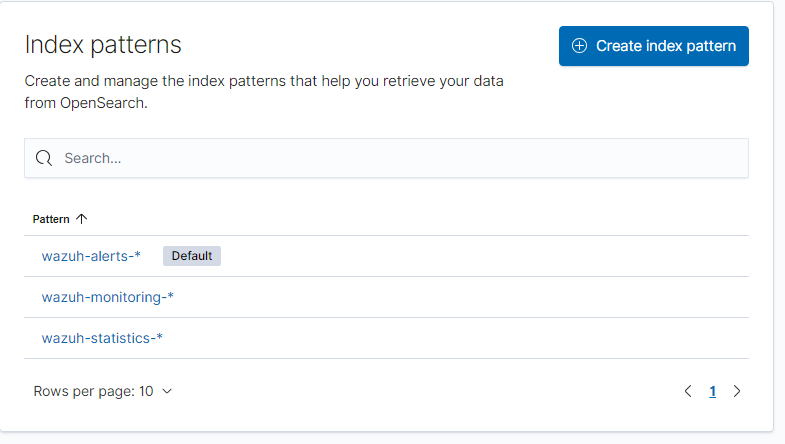 Index patterns
Create index pattern
Create and manage the index patterns that help you retrieve your data
from OpenSearch.
Search...
Pattern
wazuh-alerts-*
Default
wazuh-monitoring-*
wazuh-statistics-*
Rows per page: 10
1